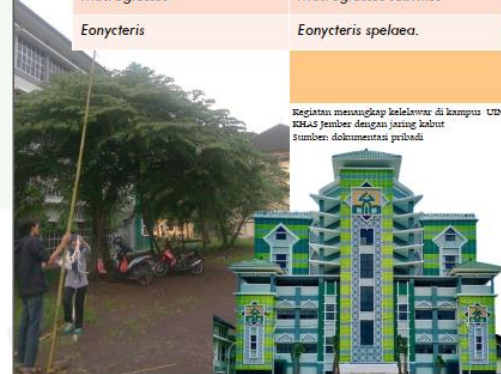 Eonycteris Eonycteris spelaea.
Kegiatan menangkap kelelawar di kampus UIN
KHAS Jember dengan jaring kabut
Sumber: dokumentasi pribadi